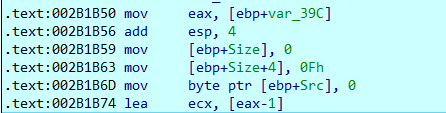 .text:002B1B50 mov     eax, [ebp+var_39C]
.text:002B1B56 add     esp, 4
.text:002B1B59 mov     [ebp+Size], 0
.text:002B1B63 mov     [ebp+Size+4], 0Fh
.text:002B1B6D mov     byte ptr [ebp+Src], 0
.text:002B1B74 lea     ecx, [eax-1]